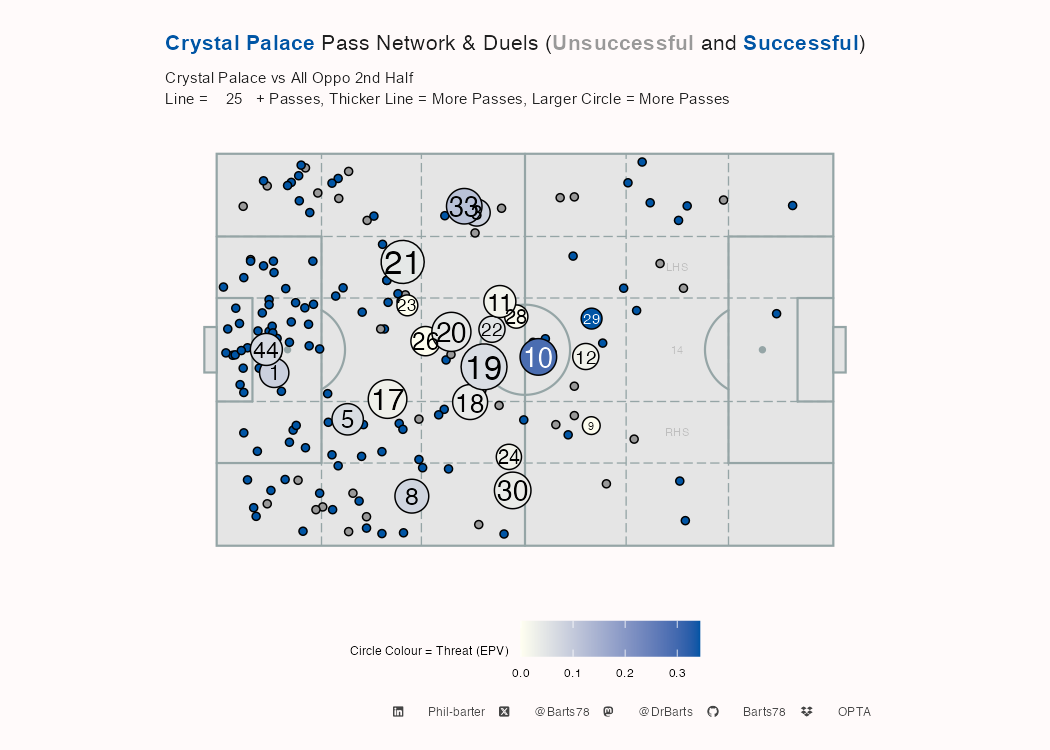 Crystal Palace Pass Network & Duels (Unsuccessful and Successful)
Crystal Palace vs All Oppo 2nd Half
Line = 25 + Passes, Thicker Line = More Passes, Larger Circle = More Passes
33 3
21
LHS
23
11
28
29
22
20
26
44
10
12
14
1
19
17
18
5
9
RHS
24
8
30
Circle Colour = Threat (EPV)
0.0 0.1 0.2 0.3
Phil-barter @Barts78 @DrBarts Barts78 OPTA